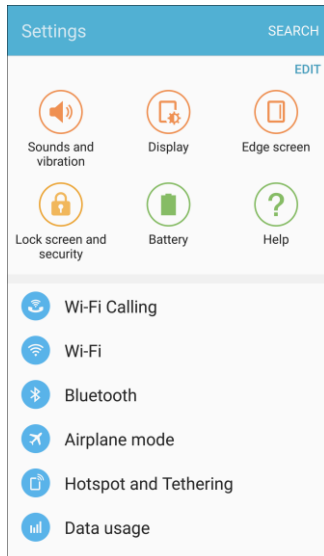 Settings SEARCH
EDIT
Sounds and vibration
Display
Edge screen
Lock screen and security
Battery
Help
Wi-Fi Calling
Wi-Fi
Bluetooth
Airplane mode
Hotspot and Tethering
Data usage